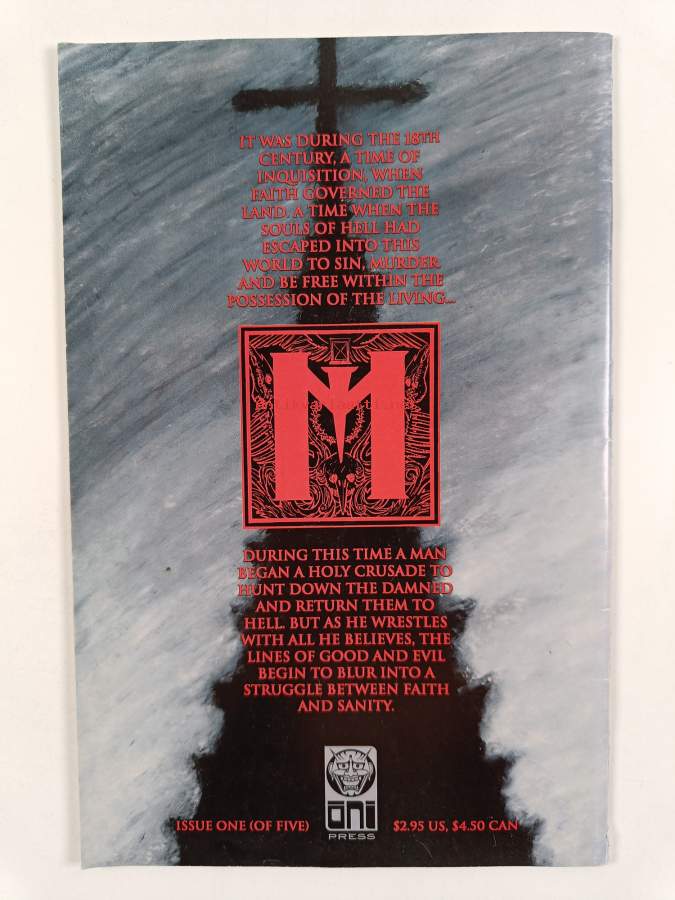 IT WAS DURING THE 18TH
CENTURY, A TIME OF
INQUISITION, WHEN
FAITH GOVERNED THE
LAND. A TIME WHEN THE
SOULS OF HELL HAD
ESCAPED INTO THIS
WORLD TO SIN, MURDER
AND BE FREE WITHIN THE
POSSESSION OF THE LIVING...
M
DURING THIS TIME A MAN
BEGAN A HOLY CRUSADE TO
HUNT DOWN THE DAMNED
AND RETURN THEM TO
HELL. BUT AS HE WRESTLES
WITH ALL HE BELIEVES, THE
LINES OF GOOD AND EVIL
BEGIN TO BLUR INTO A
STRUGGLE BETWEEN FAITH
AND SANITY.
ōni
PRESS
ISSUE ONE (OF FIVE)
$2.95 US, $4.50 CAN